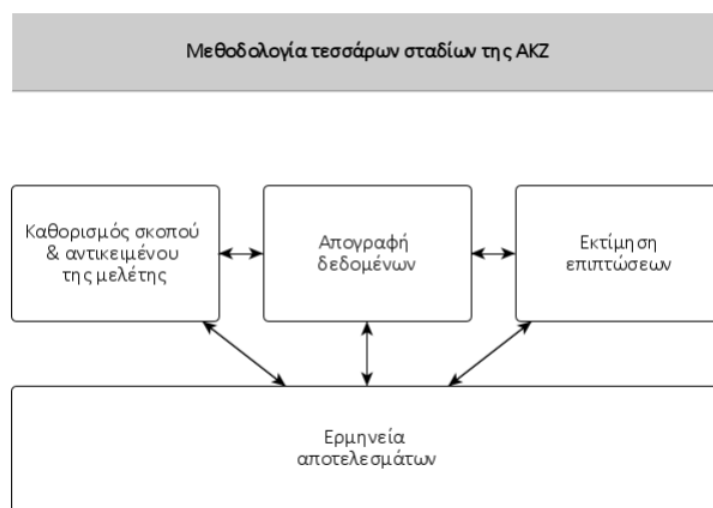 Μεθοδολογία τεσσάρων σταδίων της ΑΚΖ
Καθορισμός σκοπού
& αντικειμένου
της μελέτης
Απογραφή
δεδομένων
Εκτίμηση
επιπτώσεων
Ερμηνεία
αποτελεσμάτων